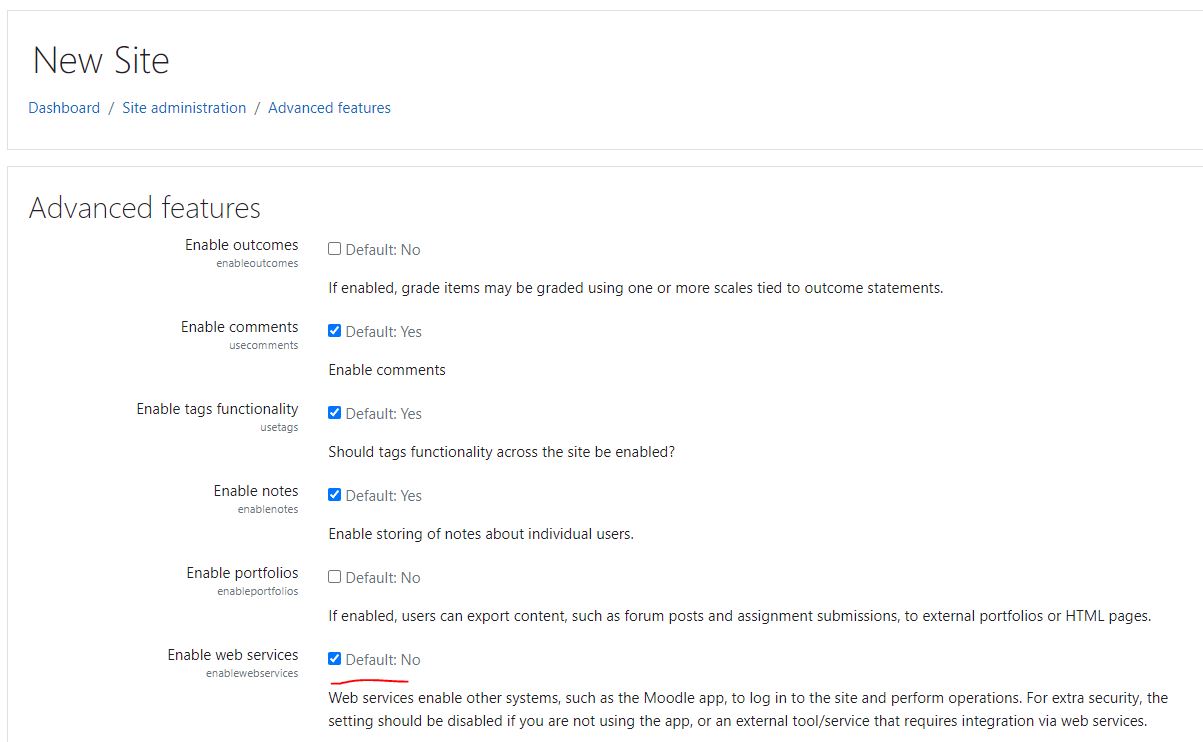 New Site
Dashboard / Site administration / Advanced features
Advanced features
Enable outcomes
enableoutcomes
Default: No
If enabled, grade items may be graded using one or more scales tied to outcome statements.
Enable comments
usecomments
Default: Yes
Enable comments
Enable tags functionality
usetags
Default: Yes
Should tags functionality across the site be enabled?
Enable notes
enablenotes
Default: Yes
Enable storing of notes about individual users.
Enable portfolios
enableportfolios
Default: No
If enabled, users can export content, such as forum posts and assignment submissions, to external portfolios or HTML pages.
Enable web services
enablewebservices
Default: No
Web services enable other systems, such as the Moodle app, to log in to the site and perform operations. For extra security, the
setting should be disabled if you are not using the app, or an external tool/service that requires integration via web services.